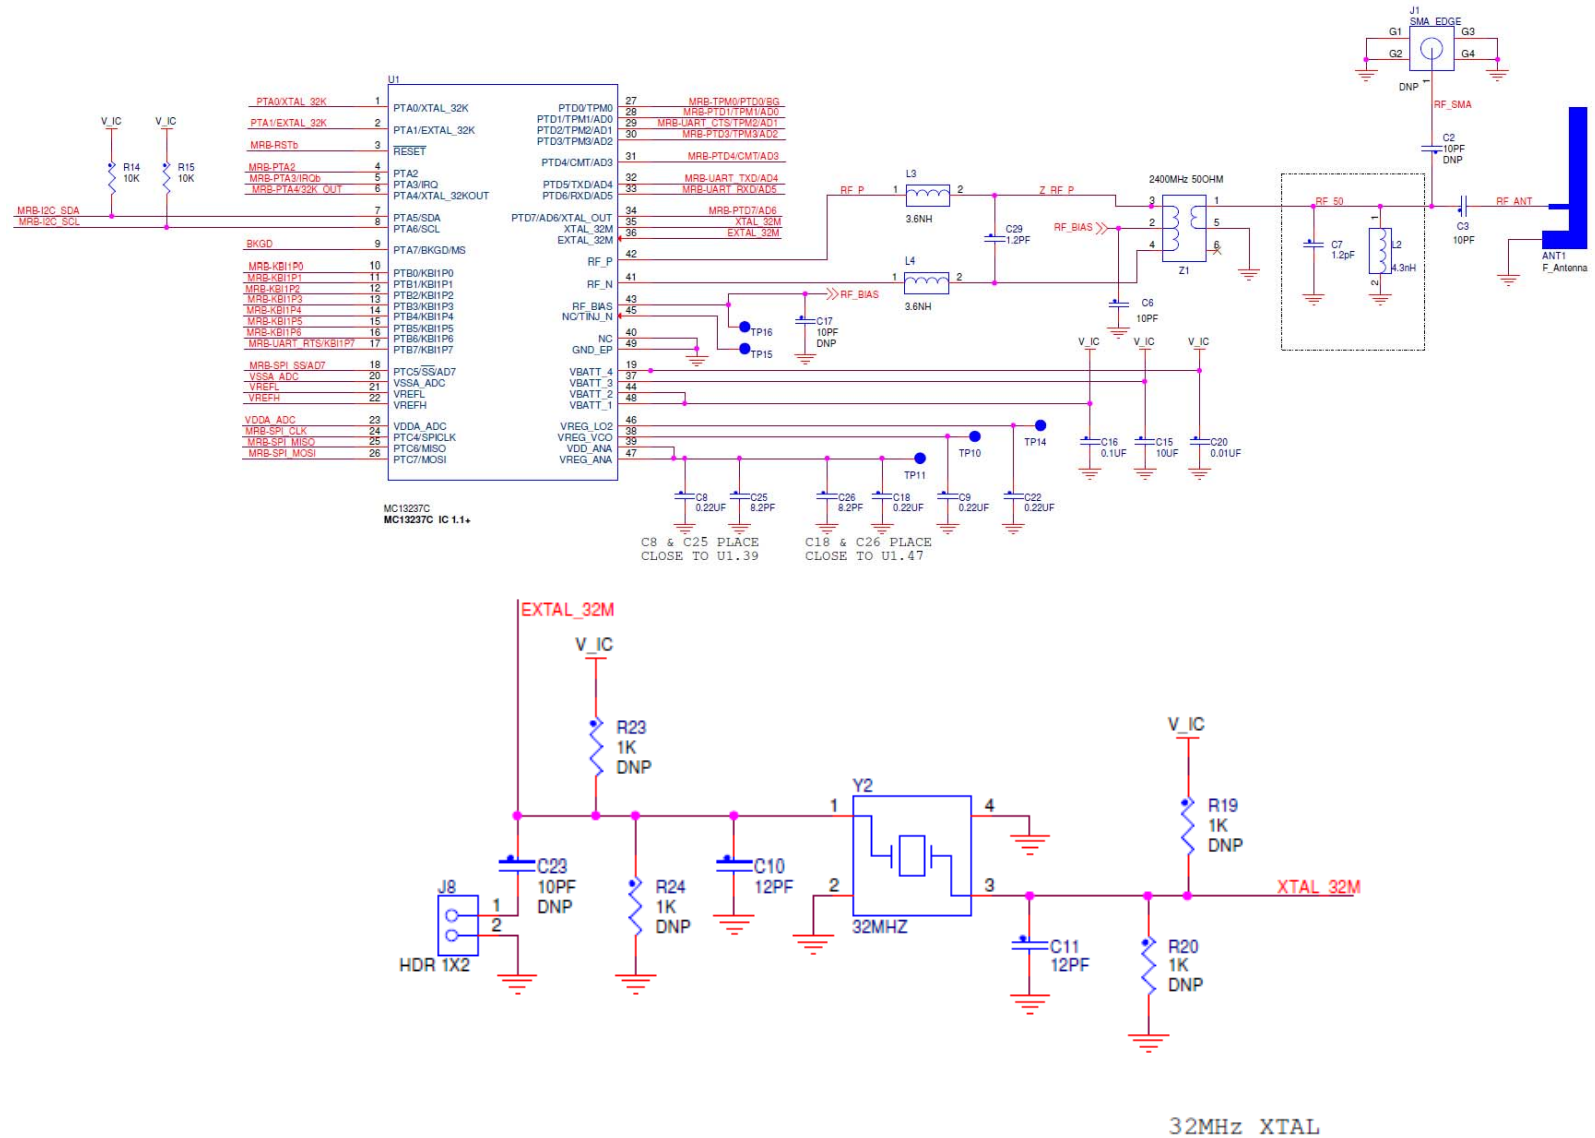 J1
SMA_EDGE
G1
G3
G2
G4
1
DNP
RF_SMA
C2
10PF
DNP
U1
PTA0/XTAL_32K
1
PTA0/XTAL_32K
PTA1/EXTAL_32K
2
PTA1/EXTAL_32K
MRB-RSTb
3
RESET
MRB-PTA2
4
PTA2
MRB-PTA3/IRQb
5
PTA3/IRQ
MRB-PTA4/32K_OUT
6
PTA4/XTAL_32KOUT
MRB-I2C_SDA
7
PTA5/SDA
MRB-I2C_SCL
8
PTA6/SCL
BKGD
9
PTA7/BKGD/MS
MRB-KBI1P0
10
PTB0/KBI1P0
MRB-KBI1P1
11
PTB1/KBI1P1
MRB-KBI1P2
12
PTB2/KBI1P2
MRB-KBI1P3
13
PTB3/KBI1P3
MRB-KBI1P4
14
PTB4/KBI1P4
MRB-KBI1P5
15
PTB5/KBI1P5
MRB-KBI1P6
16
PTB6/KBI1P6
MRB-UART_RTS/KBI1P7
17
PTB7/KBI1P7
MRB-SPI_SS/AD7
18
PTC5/SS/AD7
VSSA_ADC
20
VSSA_ADC
VREFL
21
VREFL
VREFH
22
VREFH
VDDA_ADC
23
VDDA_ADC
MRB-SPI_CLK
24
PTC4/SPICLK
MRB-SPI_MISO
25
PTC6/MISO
MRB-SPI_MOSI
26
PTC7/MOSI
V_IC
V_IC
R14
10K
R15
10K
PTD0/TPM0
27
MRB-TPM0/PTD0/BG
PTD1/TPM1/AD0
28
MRB-PTD1/TPM1/AD0
PTD2/TPM2/AD1
29
MRB-UART_CTS/TPM2/AD1
PTD3/TPM3/AD2
30
MRB-PTD3/TPM3/AD2
PTD4/CMT/AD3
31
MRB-PTD4/CMT/AD3
PTD5/TXD/AD4
32
MRB-UART_TXD/AD4
PTD6/RXD/AD5
33
MRB-UART_RXD/AD5
PTD7/AD6/XTAL_OUT
34
MRB-PTD7/AD6
XTAL_32M
35
XTAL_32M
EXTAL_32M
36
EXTAL_32M
RF_P
42
RF_N
41
RF_BIAS
43
NC/TINJ_N
45
NC
40
GND_EP
49
VBATT_4
19
VBATT_3
37
VBATT_2
44
VBATT_1
48
VREG_LO2
46
VREG_VCO
38
VDD_ANA
39
VREG_ANA
47
MC13237C
MC13237C IC 1.1+
RF_P
L3
1
2
3.6NH
Z_RF_P
C29
1.2PF
L4
1
2
3.6NH
RF_BIAS
TP16
TP15
C17
10PF
DNP
2400MHz 50OHM
RF_BIAS
3
2
4
1
5
6
Z1
C6
10PF
RF_50
C7
1.2pF
1
L2
4.3nH
2
C3
10PF
RF_ANT
ANT1
F_Antenna
V_IC
V_IC
V_IC
C16
0.1UF
C15
10UF
C20
0.01UF
TP14
TP10
TP11
C8
0.22UF
C25
8.2PF
C26
8.2PF
C18
0.22UF
C9
0.22UF
C22
0.22UF
C8 & C25 PLACE
CLOSE TO U1.39
C18 & C26 PLACE
CLOSE TO U1.47
EXTAL_32M
V_IC
R23
1K
DNP
C23
10PF
DNP
J8
1
2
HDR 1X2
R24
1K
DNP
C10
12PF
Y2
1
4
2
3
32MHZ
V_IC
R19
1K
DNP
XTAL_32M
C11
12PF
R20
1K
DNP
32MHz XTAL